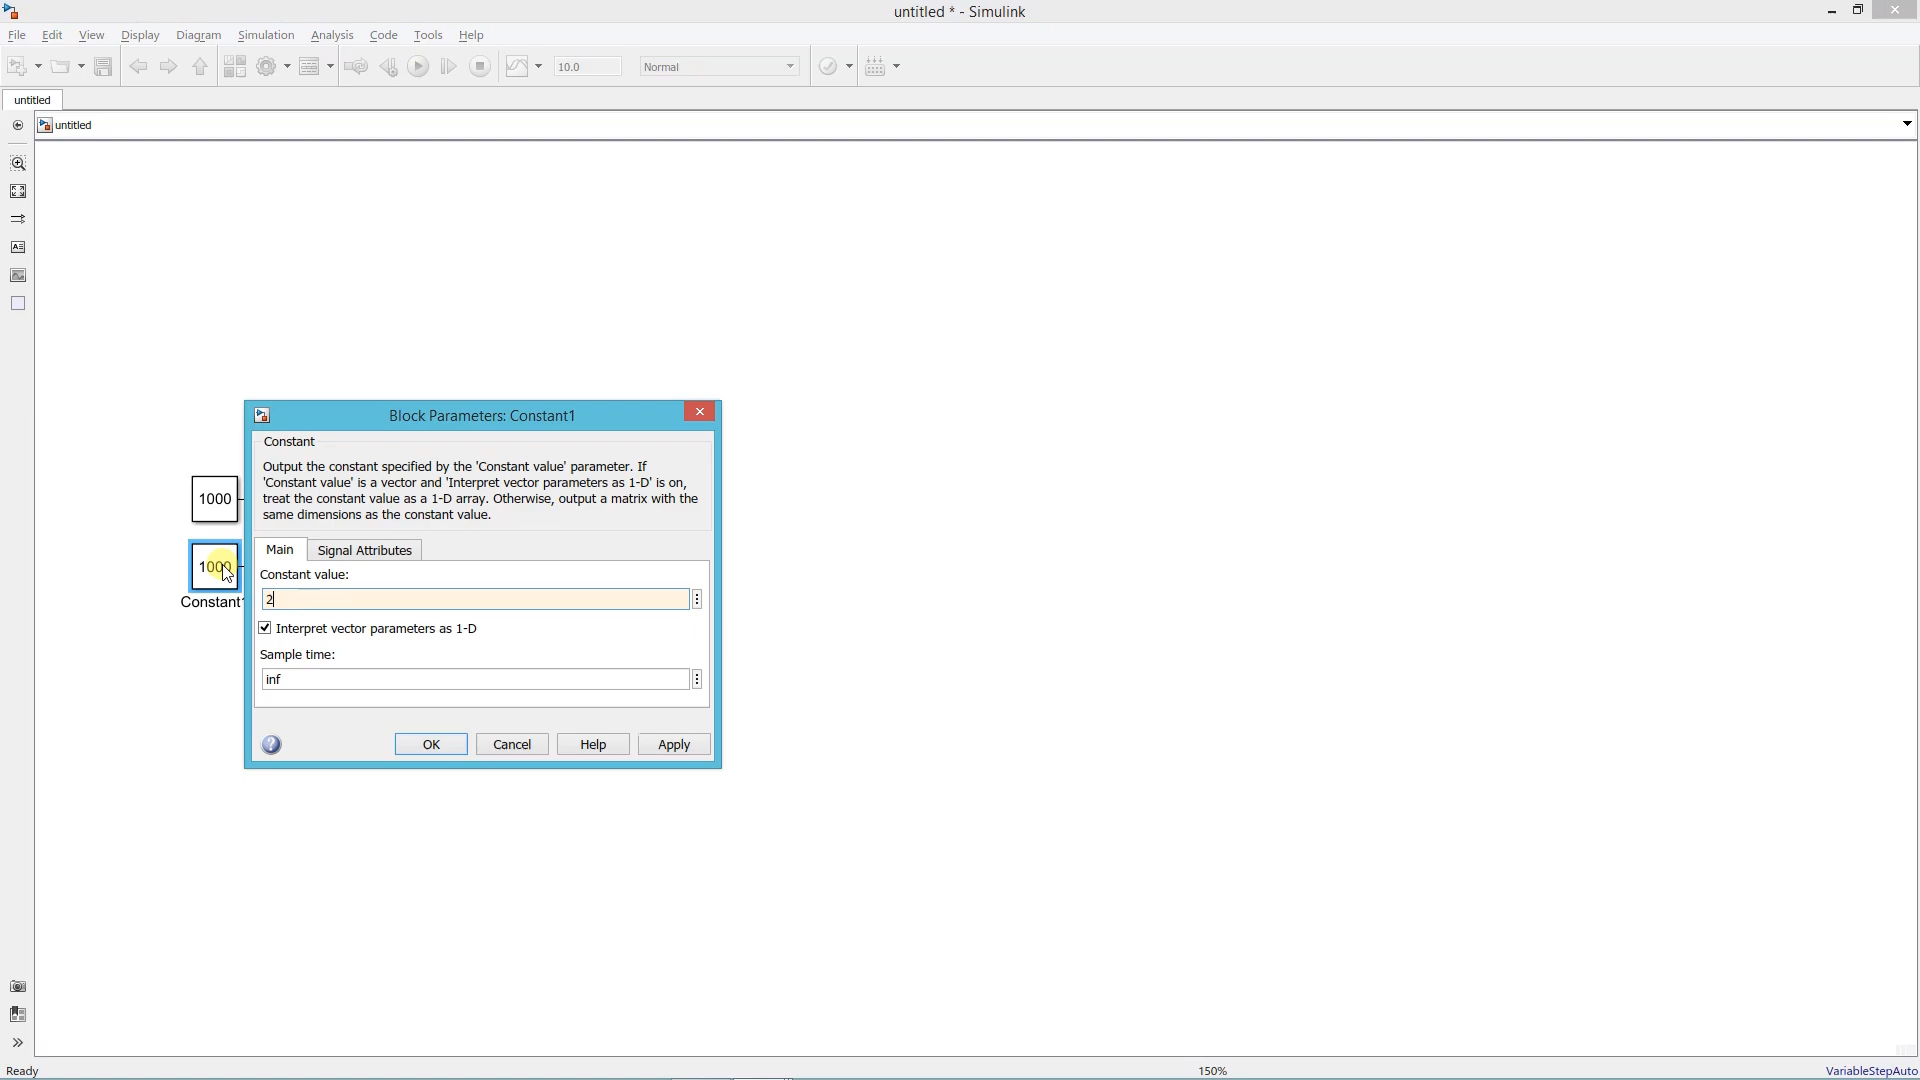 untitled * - Simulink
File Edit View Display Diagram Simulation Analysis Code Tools Help
10.0 Normal
untitled
untitled
Block Parameters: Constant1
Constant
Output the constant specified by the 'Constant value' parameter. If
'Constant value' is a vector and 'Interpret vector parameters as 1-D' is on,
treat the constant value as a 1-D array. Otherwise, output a matrix with the
same dimensions as the constant value.
1000
Main Signal Attributes
1000
Constant value:
2
Constant1
Interpret vector parameters as 1-D
Sample time:
inf
OK Cancel Help Apply
Ready 150% VariableStepAuto